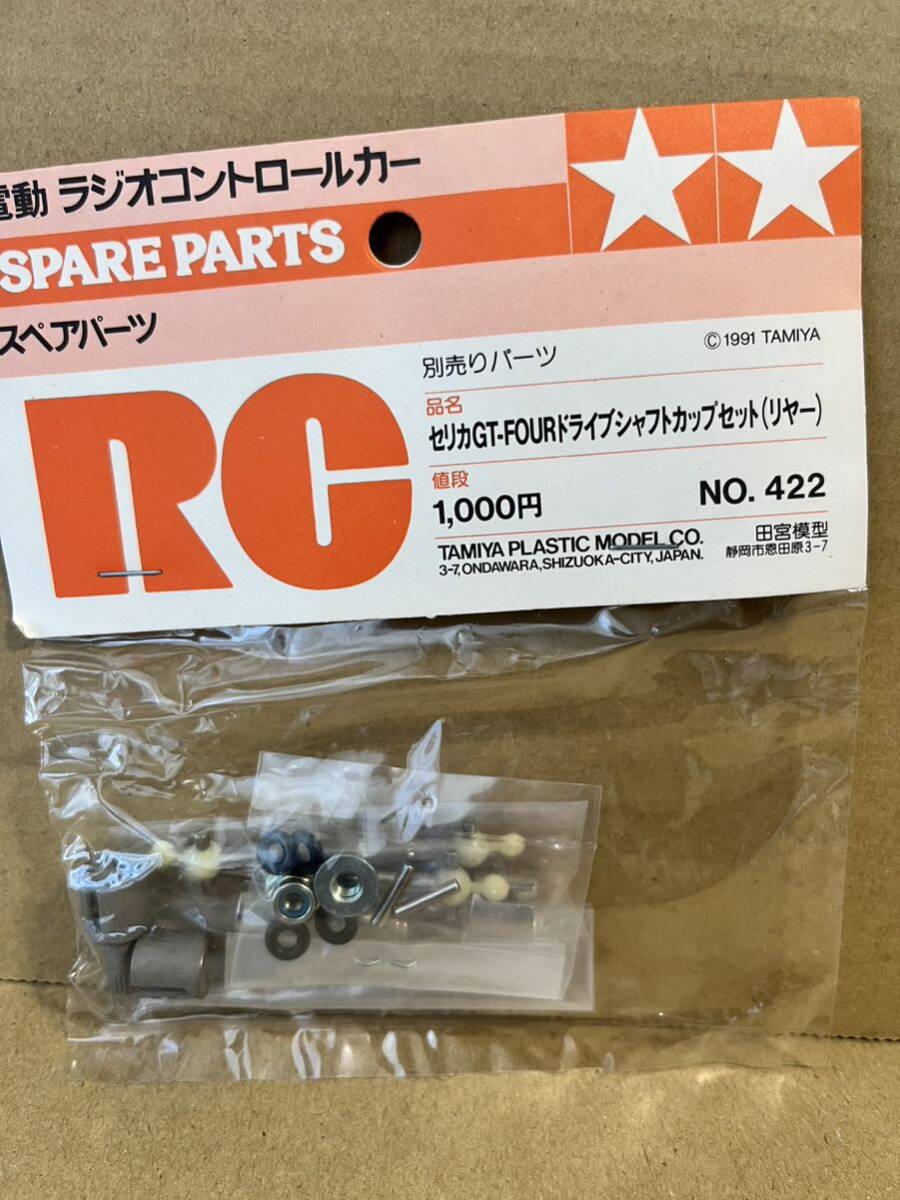 電動 ラジオコントロールカー
SPARE PARTS
スペアパーツ
RC
© 1991 TAMIYA
別売りパーツ
品名
セリカGT-FOURドライブシャフトカップセット(リヤー)
値段
1,000円
NO. 422
TAMIYA PLASTIC MODEL CO.
3-7, ONDAWARA, SHIZUOKA-CITY, JAPAN.
田宮模型
静岡市恩田原3-7